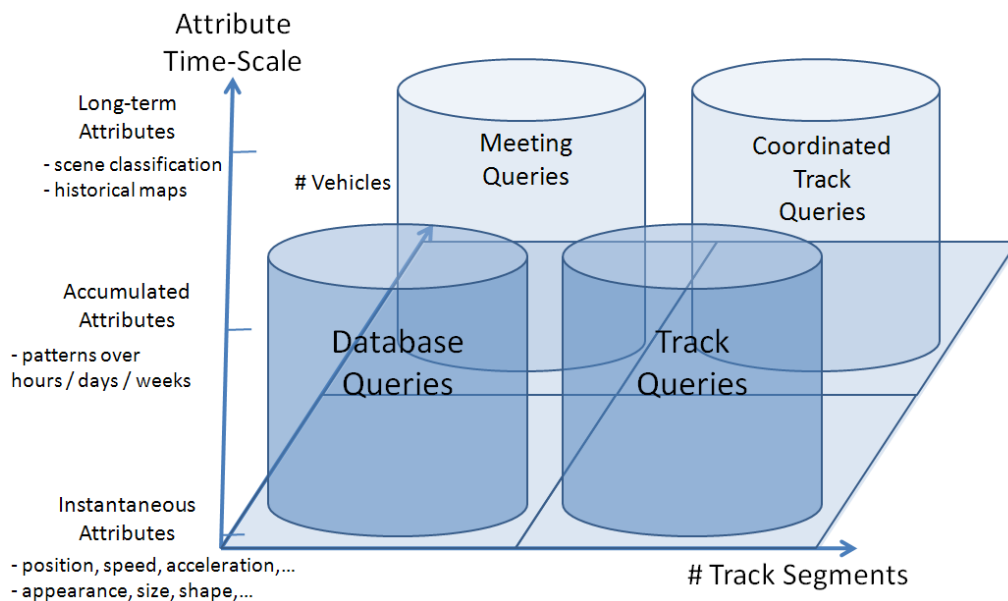 Attribute
Time-Scale
Long-term
Attributes
- scene classification
- historical maps
# Vehicles
Meeting
Queries
Coordinated
Track
Queries
Accumulated
Attributes
- patterns over
hours / days / weeks
Database
Queries
Track
Queries
Instantaneous
Attributes
- position, speed, acceleration,...
- appearance, size, shape,...
# Track Segments